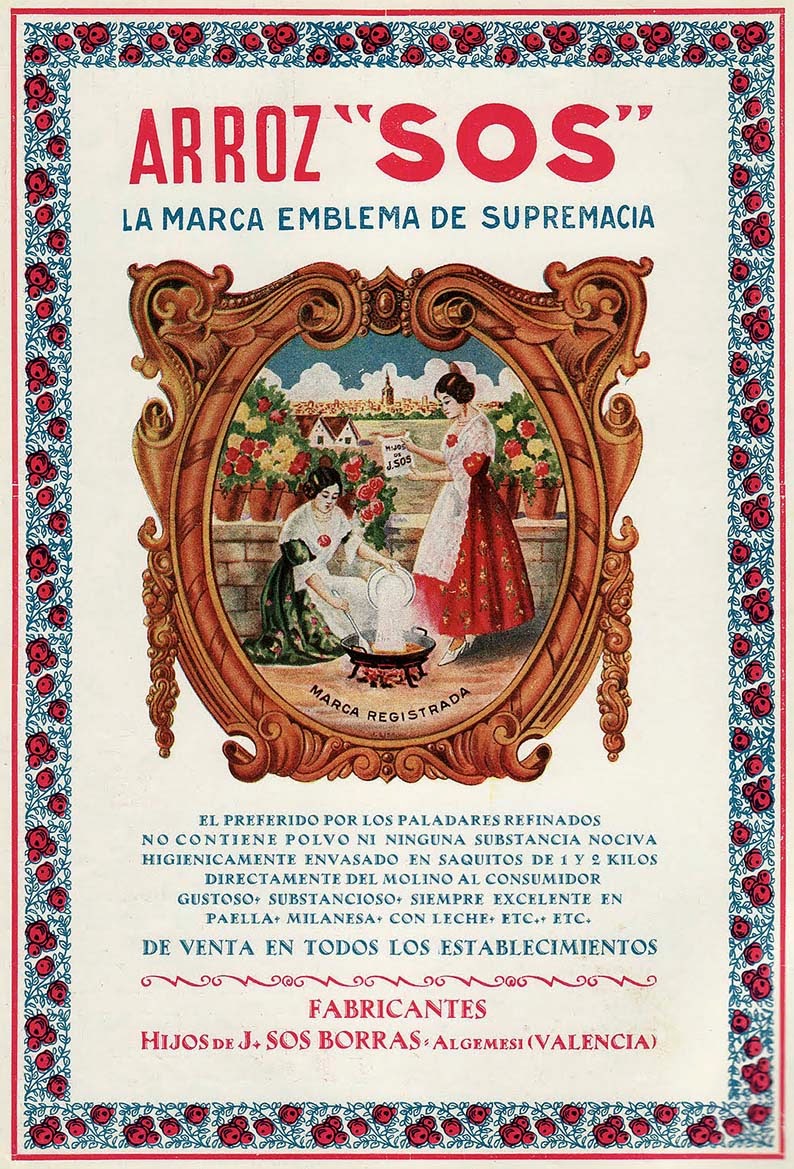 ARROZ "SOS"
LA MARCA EMBLEMA DE SUPREMACIA
HIJOS
DE
J. SOS
MARCA REGISTRADA
EL PREFERIDO POR LOS PALADARES REFINADOS
NO CONTIENE POLVO NI NINGUNA SUBSTANCIA NOCIVA
HIGIENICAMENTE ENVASADO EN SAQUITOS DE 1 Y 2 KILOS
DIRECTAMENTE DEL MOLINO AL CONSUMIDOR
GUSTOSO. SUBSTANCIOSO. SIEMPRE EXCELENTE EN
PAELLA. MILANESA. CON LECHE. ETC.. ETC.
DE VENTA EN TODOS LOS ESTABLECIMIENTOS
FABRICANTES
HIJOS DE J. SOS BORRAS - ALGEMESI (VALENCIA)